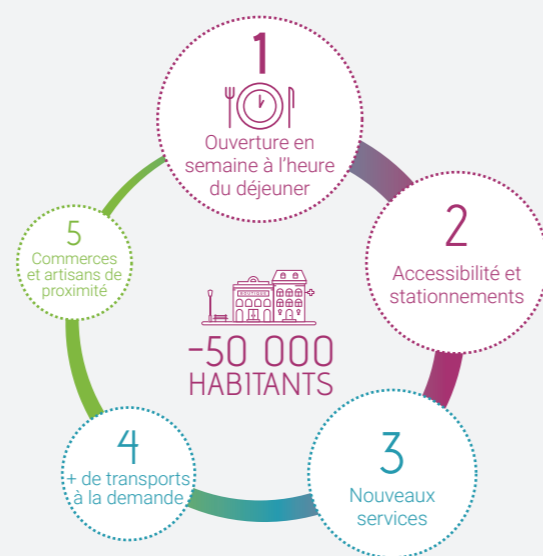 1
Ouverture en
semaine à l'heure
du déjeuner
2
Accessibilité et
stationnements
3
Nouveaux
services
4
+ de transports
à la demande
5
Commerces
et artisans de
proximité
-50 000
HABITANTS